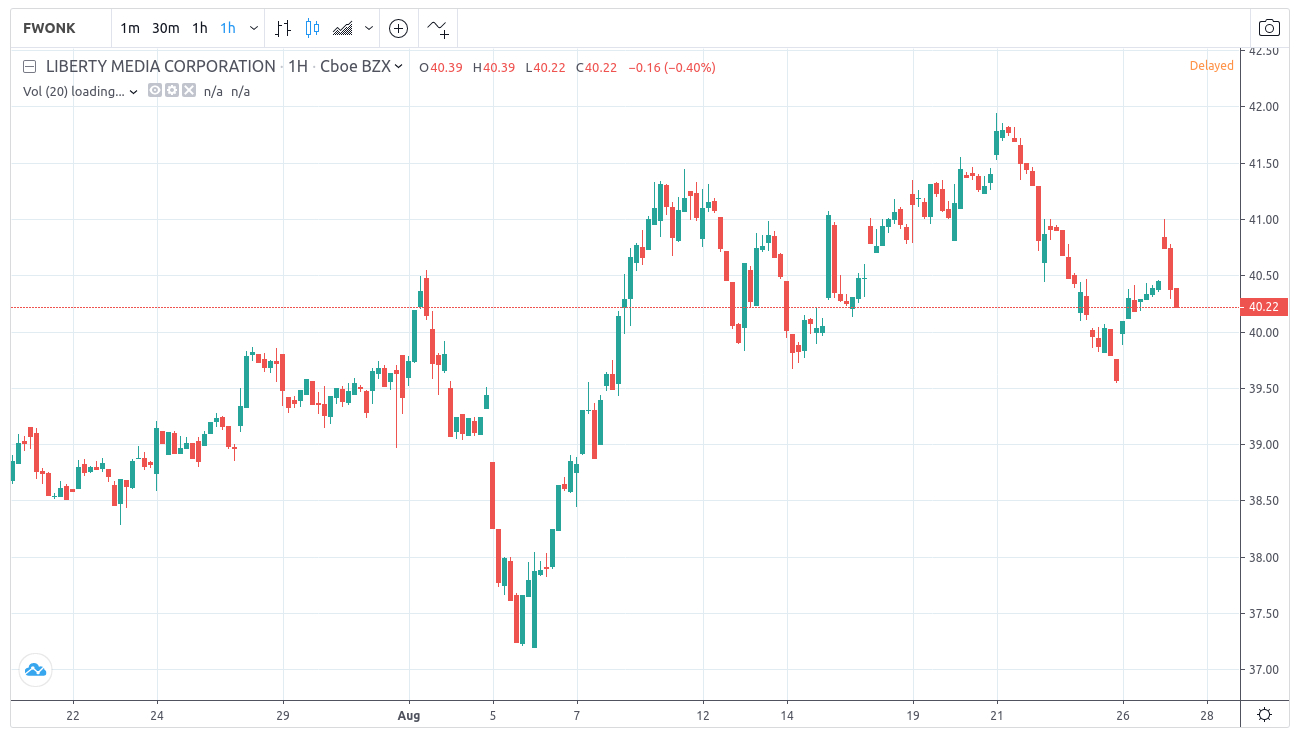 FWONK 1m 30m 1h 1h
LIBERTY MEDIA CORPORATION · 1H · Cboe BZX O40.39 H40.39 L40.22 C40.22 −0.16 (−0.40%)
Delayed
Vol (20) loading... n/a n/a
42.50
42.00
41.50
41.00
40.50
40.22
40.00
39.50
39.00
38.50
38.00
37.50
37.00
22 24 29 Aug 5 7 12 14 19 21 26 28